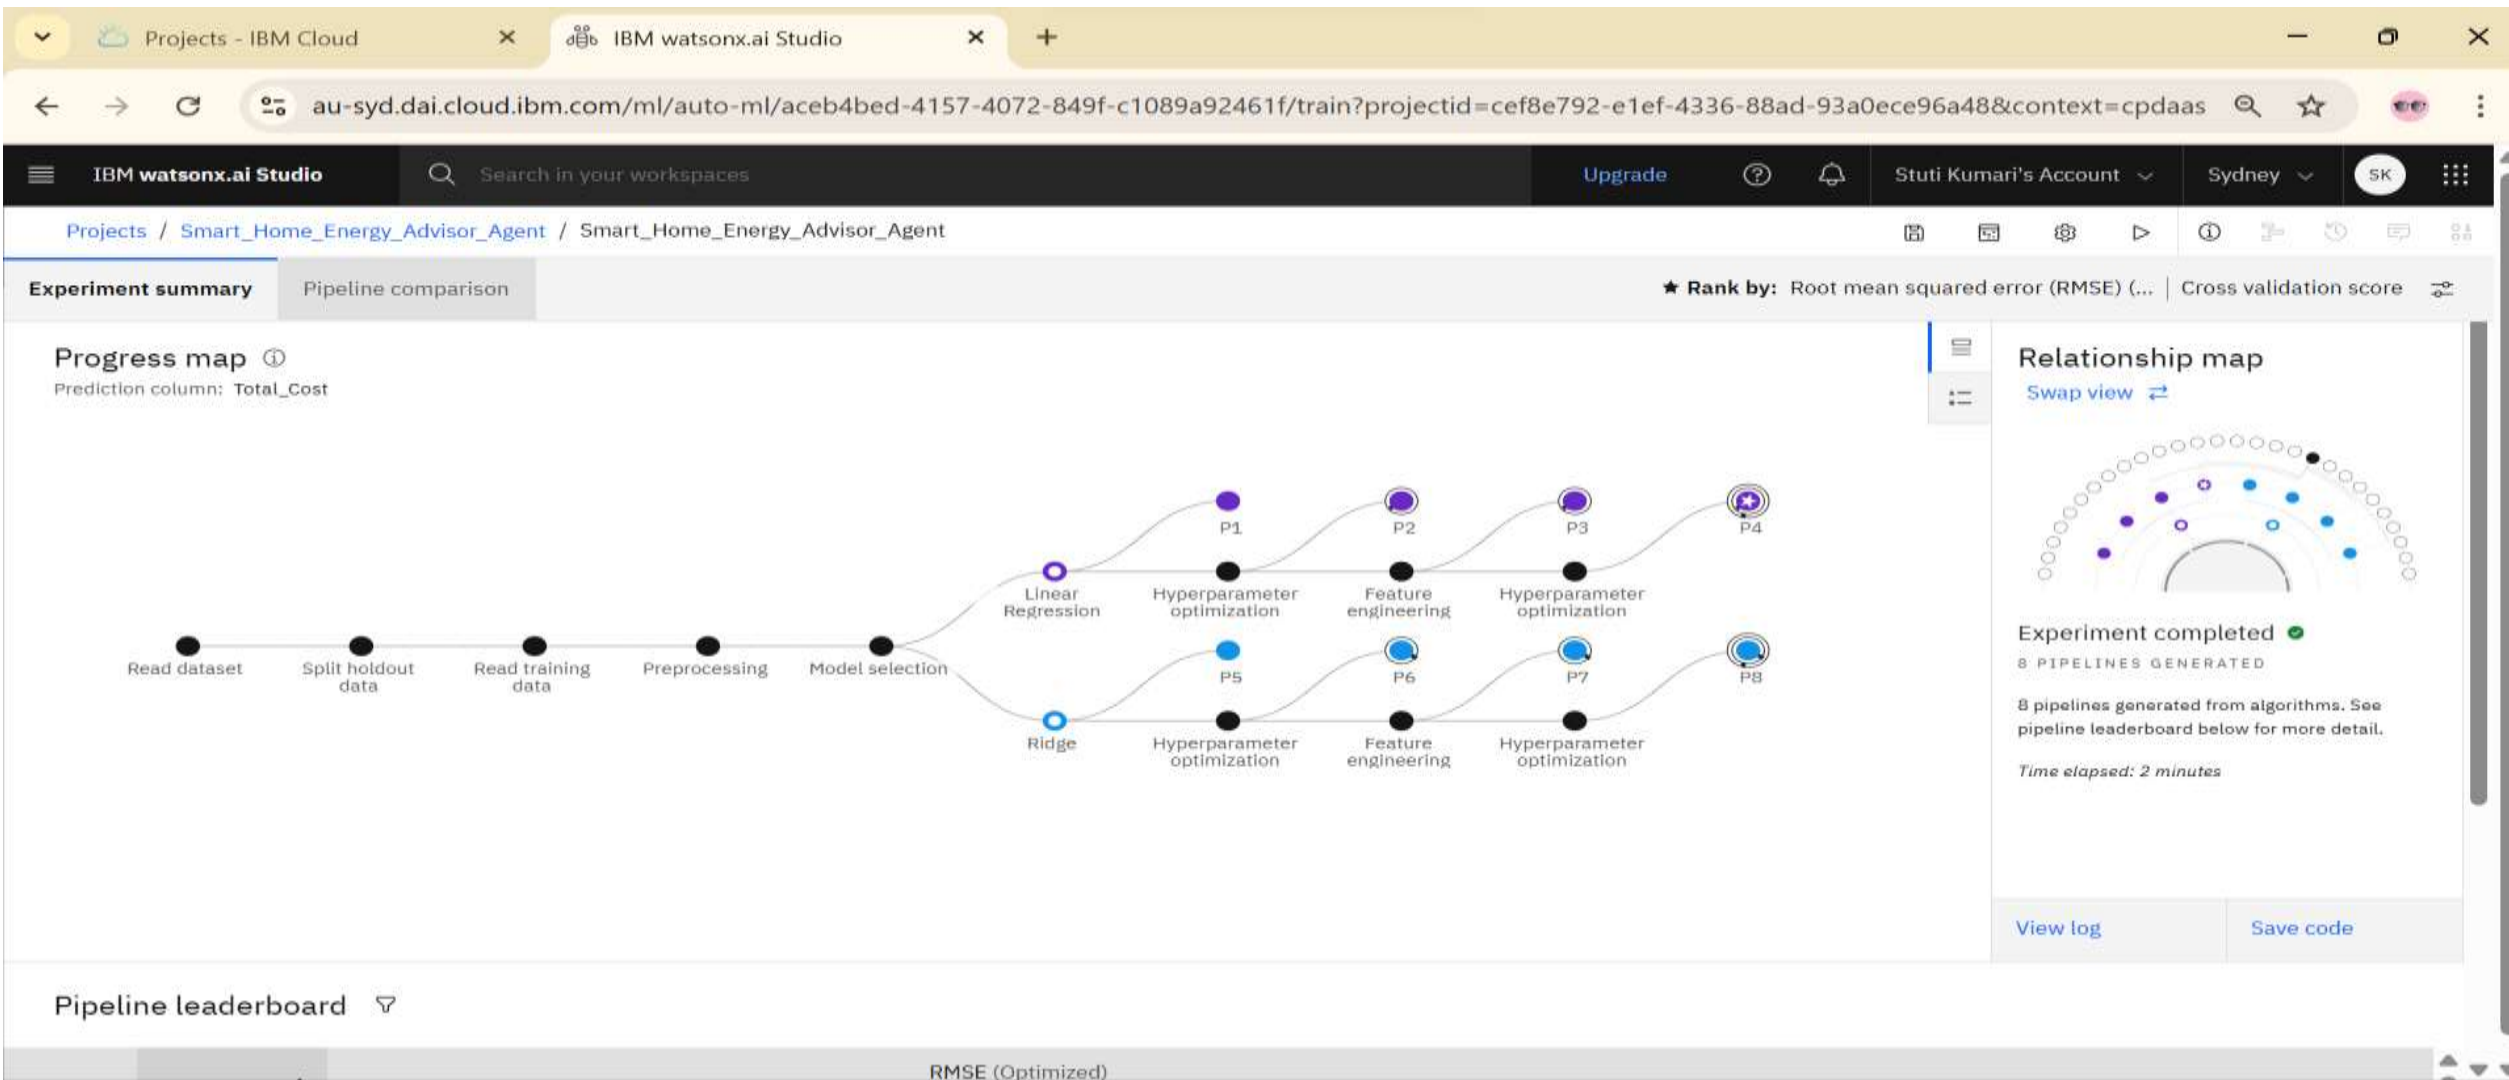 Projects - IBM Cloud
IBM watsonx.ai Studio
au-syd.dai.cloud.ibm.com/ml/auto-ml/aceb4bed-4157-4072-849f-c1089a92461f/train?projectid=cef8e792-e1ef-4336-88ad-93a0ece96a48&context=cpdaas
IBM watsonx.ai Studio
Search in your workspaces
Upgrade
Stuti Kumari's Account
Sydney
SK
Projects / Smart_Home_Energy_Advisor_Agent / Smart_Home_Energy_Advisor_Agent
Experiment summary
Pipeline comparison
Rank by: Root mean squared error (RMSE) (... | Cross validation score
Progress map
Prediction column: Total_Cost
Relationship map
Swap view
P1
P2
P3
P4
Linear
Regression
Hyperparameter
optimization
Feature
engineering
Hyperparameter
optimization
Read dataset
Split holdout
data
Read training
data
Preprocessing
Model selection
P5
P6
P7
P8
Ridge
Hyperparameter
optimization
Feature
engineering
Hyperparameter
optimization
Experiment completed
8 PIPELINES GENERATED
8 pipelines generated from algorithms. See
pipeline leaderboard below for more detail.
Time elapsed: 2 minutes
View log
Save code
Pipeline leaderboard
RMSE (Optimized)